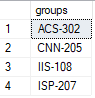 groups
1 ACS-302
2 CNN-205
3 IIS-108
4 ISP-207